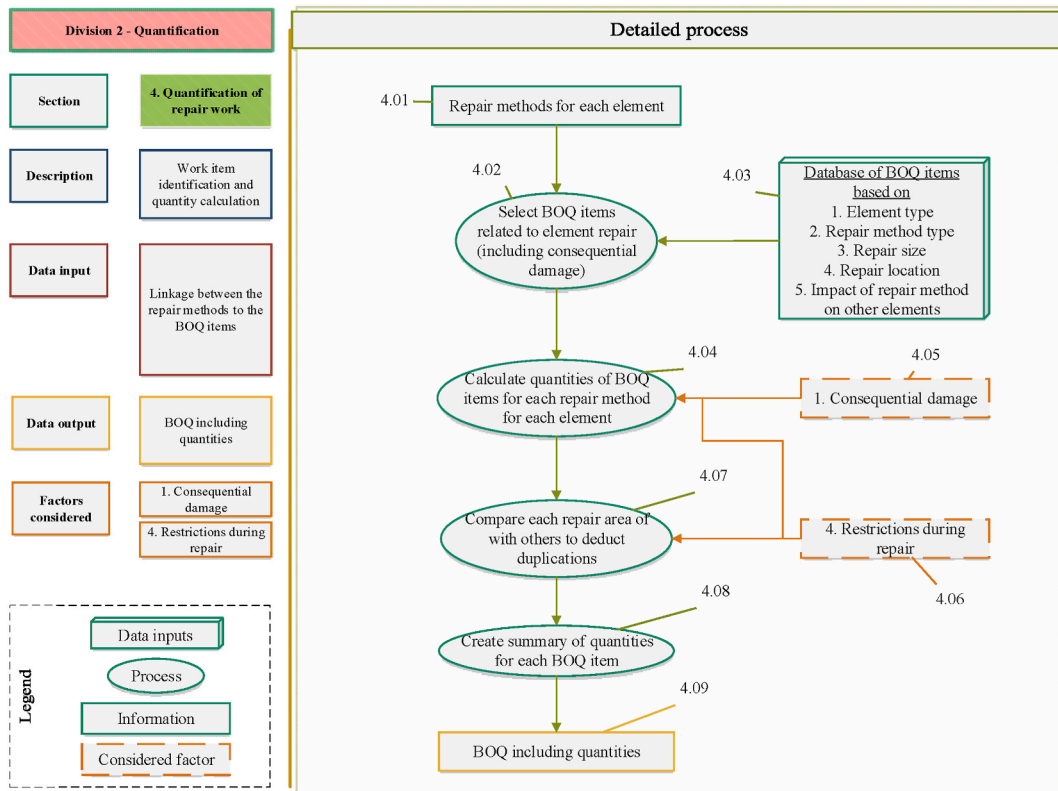 Division 2 - Quantification
Section
4. Quantification of
repair work
Description
Work item
identification and
quantity calculation
Data input
Linkage between the
repair methods to the
BOQ items
Data output
BOQ including
quantities
Factors
considered
1. Consequential
damage
4. Restrictions during
repair
Legend
Data inputs
Process
Information
Considered factor
Detailed process
4.01
Repair methods for each element
4.02
Select BOQ items
related to element repair
(including consequential
damage)
4.03
Database of BOQ items
based on
1. Element type
2. Repair method type
3. Repair size
4. Repair location
5. Impact of repair method
on other elements
4.04
Calculate quantities of BOQ
items for each repair method
for each element
4.05
1. Consequential damage
4.07
Compare each repair area of
with others to deduct
duplications
4. Restrictions during
repair
4.06
4.08
Create summary of quantities
for each BOQ item
4.09
BOQ including quantities